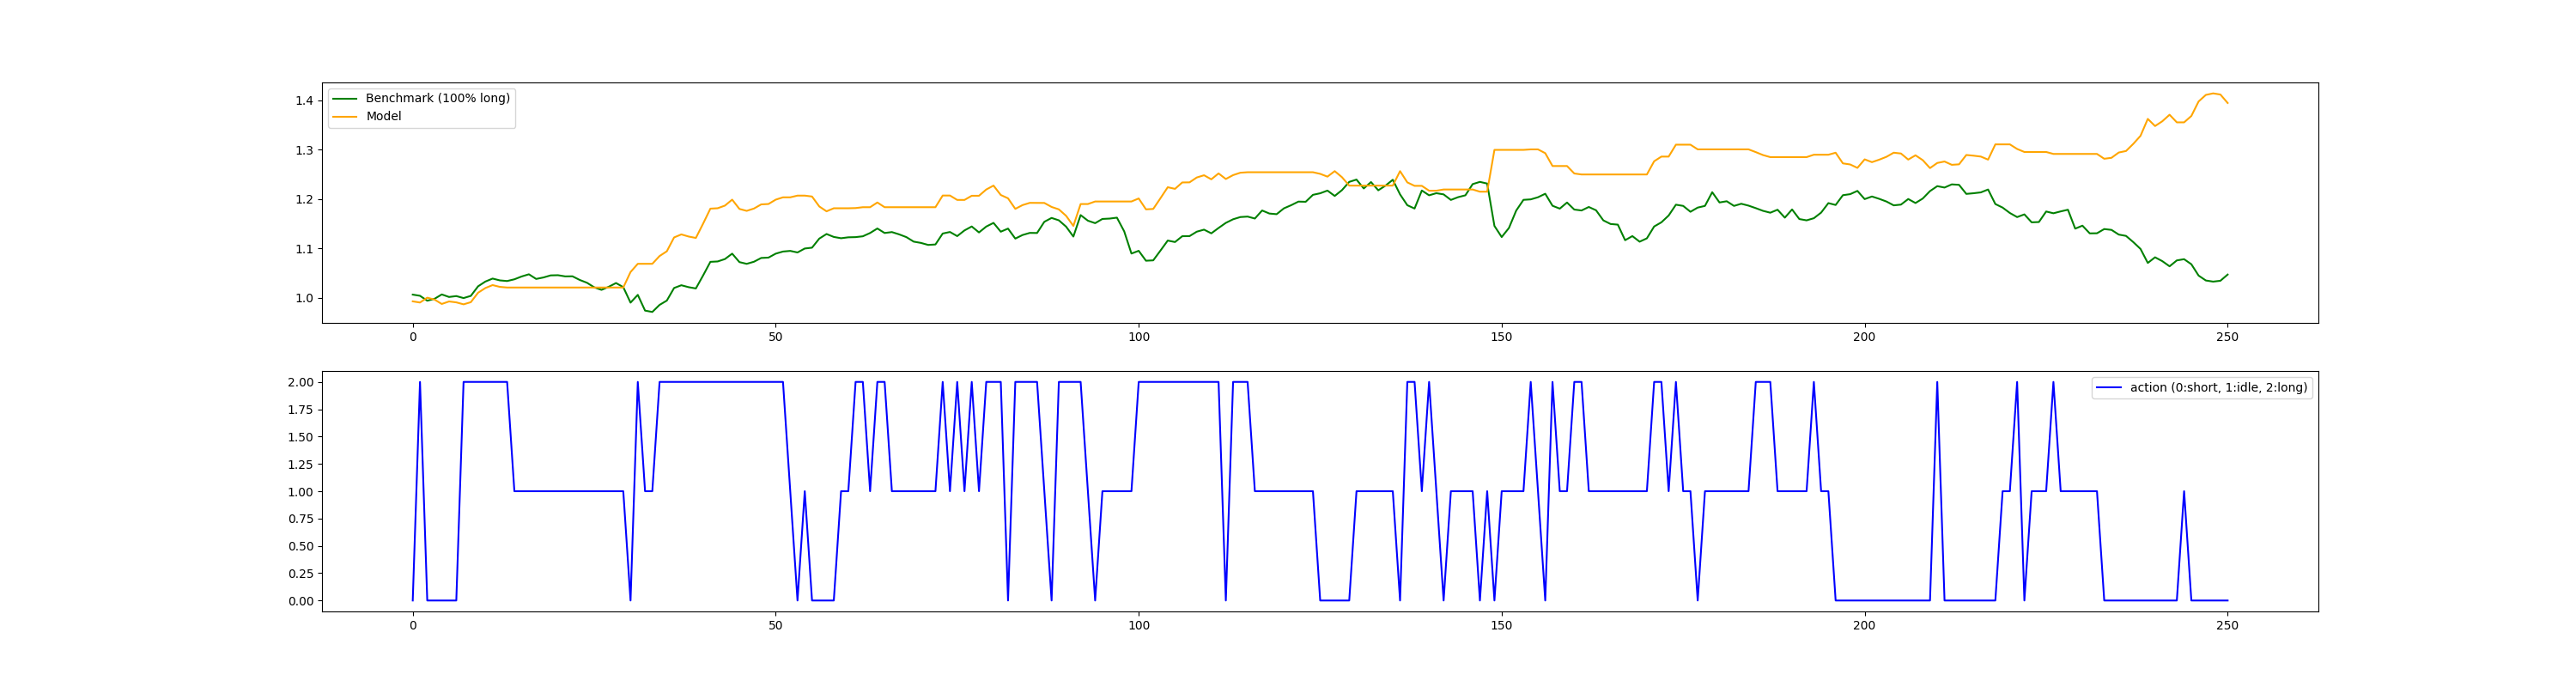 1.4
1.3
1.2
1.1
1.0
Benchmark (100% long)
Model
0 50 100 150 200 250
2.00
1.75
1.50
1.25
1.00
0.75
0.50
0.25
0.00
action (0:short, 1:idle, 2:long)
0 50 100 150 200 250